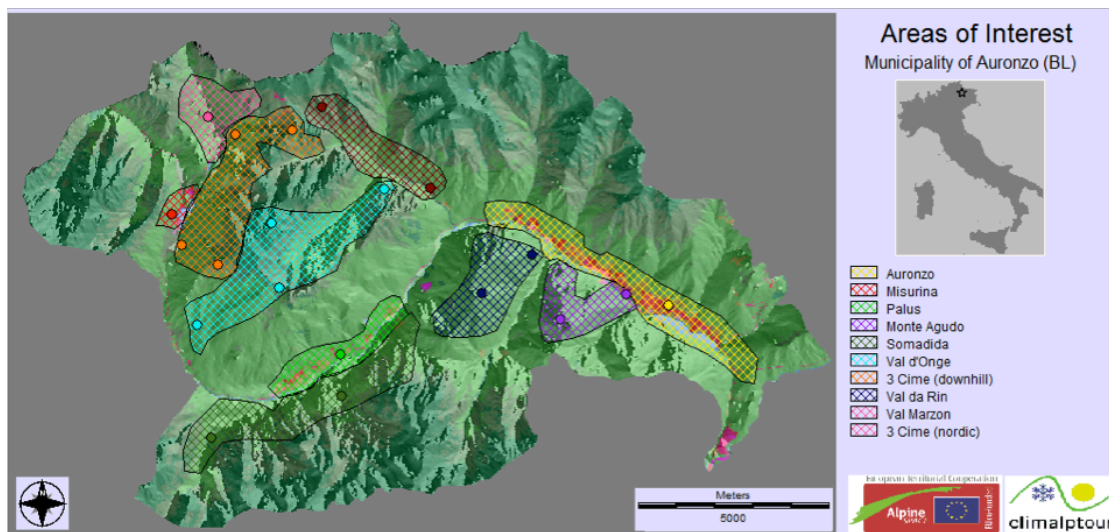 Areas of Interest
Municipality of Auronzo (BL)
Auronzo
Misurina
Palus
Monte Agudo
Somadida
Val d'Onge
3 Cime (downhill)
Val da Rin
Val Marzon
3 Cime (nordic)
Meters
5000
European Territorial Cooperation
Alpine
climalptour